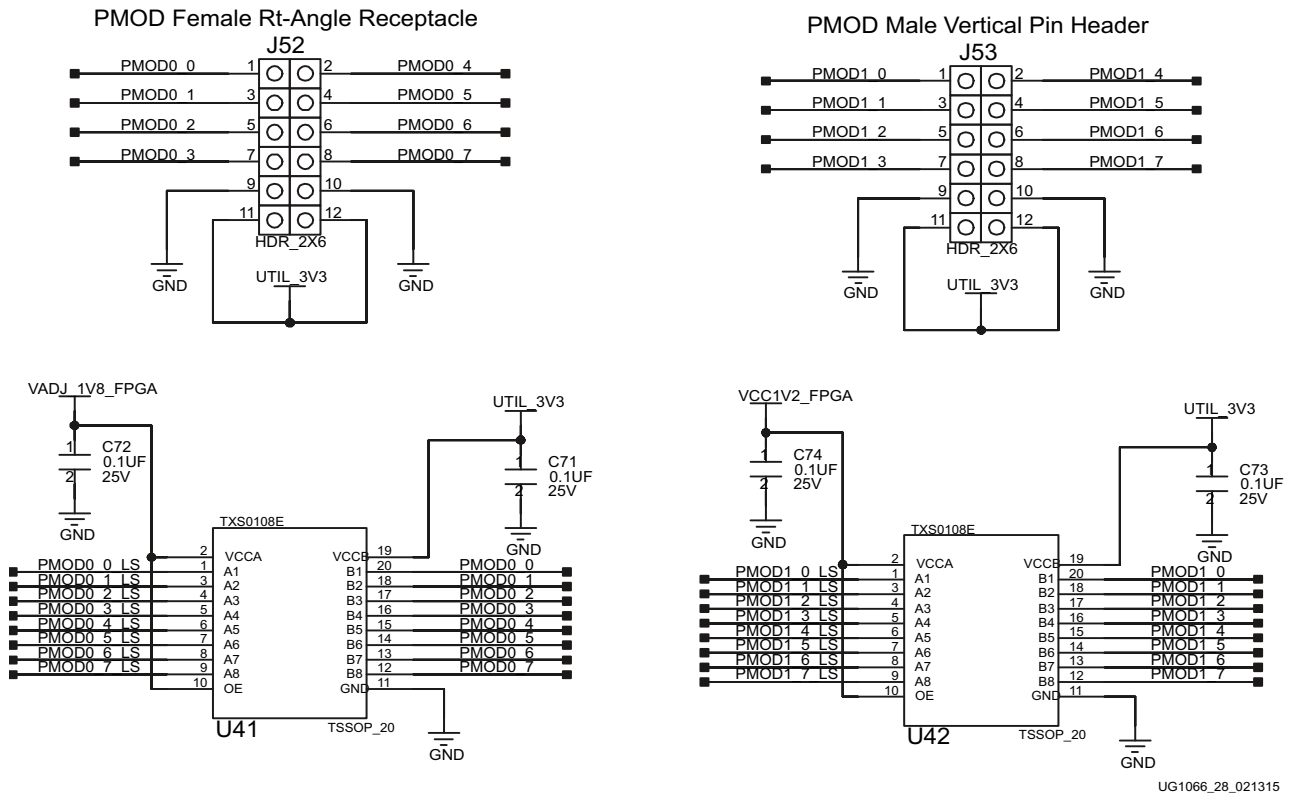 PMOD Female Rt-Angle Receptacle
J52
PMOD0_0 1 2 PMOD0_4
PMOD0_1 3 4 PMOD0_5
PMOD0_2 5 6 PMOD0_6
PMOD0_3 7 8 PMOD0_7
9 10
11 12
HDR_2X6
GND
UTIL_3V3
GND
PMOD Male Vertical Pin Header
J53
PMOD1_0 1 2 PMOD1_4
PMOD1_1 3 4 PMOD1_5
PMOD1_2 5 6 PMOD1_6
PMOD1_3 7 8 PMOD1_7
9 10
11 12
HDR_2X6
GND
UTIL_3V3
GND
VADJ_1V8_FPGA
1
C72
0.1UF
2
25V
GND
UTIL_3V3
1
C71
0.1UF
2
25V
GND
TXS0108E
2 VCCA VCCB 19
PMOD0_0_LS 1 A1 B1 20 PMOD0_0
PMOD0_1_LS 3 A2 B2 18 PMOD0_1
PMOD0_2_LS 4 A3 B3 17 PMOD0_2
PMOD0_3_LS 5 A4 B4 16 PMOD0_3
PMOD0_4_LS 6 A5 B5 15 PMOD0_4
PMOD0_5_LS 7 A6 B6 14 PMOD0_5
PMOD0_6_LS 8 A7 B7 13 PMOD0_6
PMOD0_7_LS 9 A8 B8 12 PMOD0_7
10 OE GND 11
U41
TSSOP_20
GND
VCC1V2_FPGA
1
C74
0.1UF
2
25V
GND
UTIL_3V3
1
C73
0.1UF
2
25V
GND
TXS0108E
2 VCCA VCCB 19
PMOD1_0_LS 1 A1 B1 20 PMOD1_0
PMOD1_1_LS 3 A2 B2 18 PMOD1_1
PMOD1_2_LS 4 A3 B3 17 PMOD1_2
PMOD1_3_LS 5 A4 B4 16 PMOD1_3
PMOD1_4_LS 6 A5 B5 15 PMOD1_4
PMOD1_5_LS 7 A6 B6 14 PMOD1_5
PMOD1_6_LS 8 A7 B7 13 PMOD1_6
PMOD1_7_LS 9 A8 B8 12 PMOD1_7
10 OE GND 11
U42
TSSOP_20
GND
UG1066_28_021315